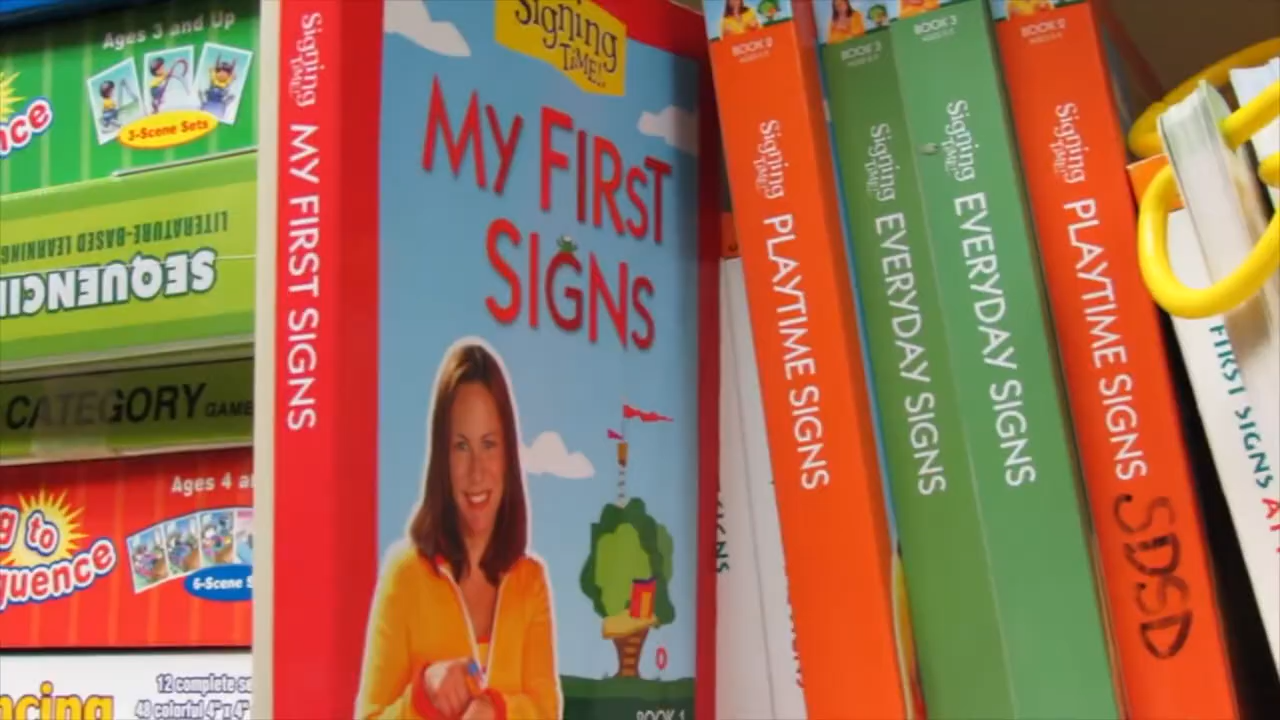 Ages 3 and Up
3-Scene Sets
LITERATURE-BASED LEARNING
CATEGORY GAME
Ages 4
to
6-Scene
12 complete
48 colorful 4" x 4"
Signing
TIME!
MY FIRST SIGNS
Signing
TIME!
MY FIRST
SIGNS
BOOK 1
BOOK 2
Signing
TIME!
PLAYTIME SIGNS
BOOK 3
Signing
TIME!
EVERYDAY SIGNS
BOOK 3
Signing
TIME!
EVERYDAY SIGNS
BOOK 2
Signing
TIME!
PLAYTIME SIGNS
SDSD
FIRST SIGNS